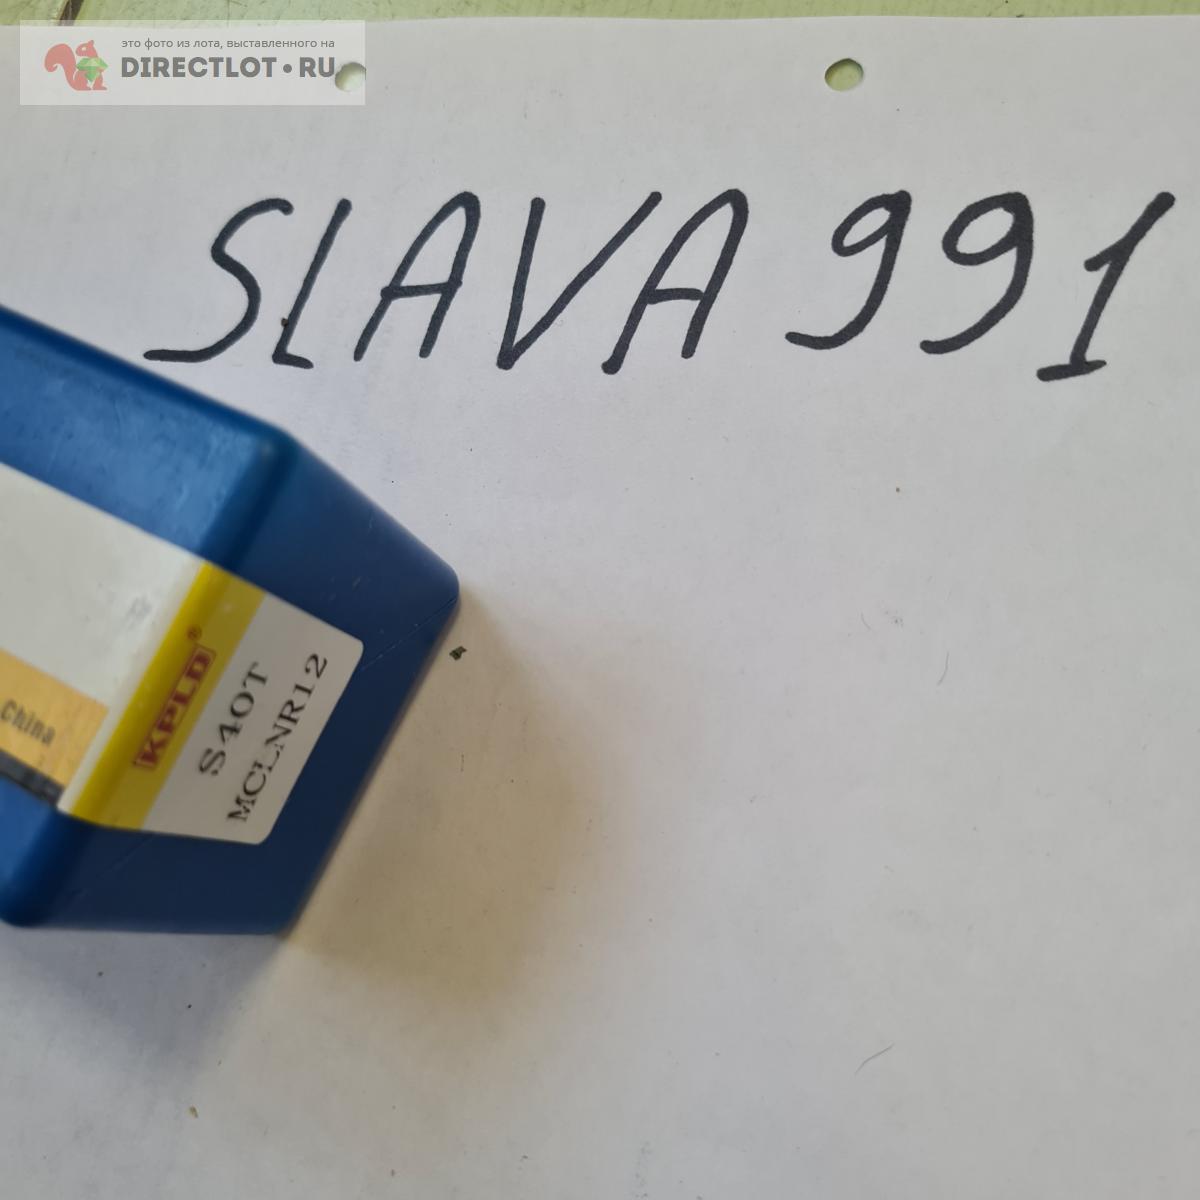 это фото из лота, выставленного на
DIRECTLOT•RU
SLAVA 991
China
KPLD®
S40T
MCLNR12